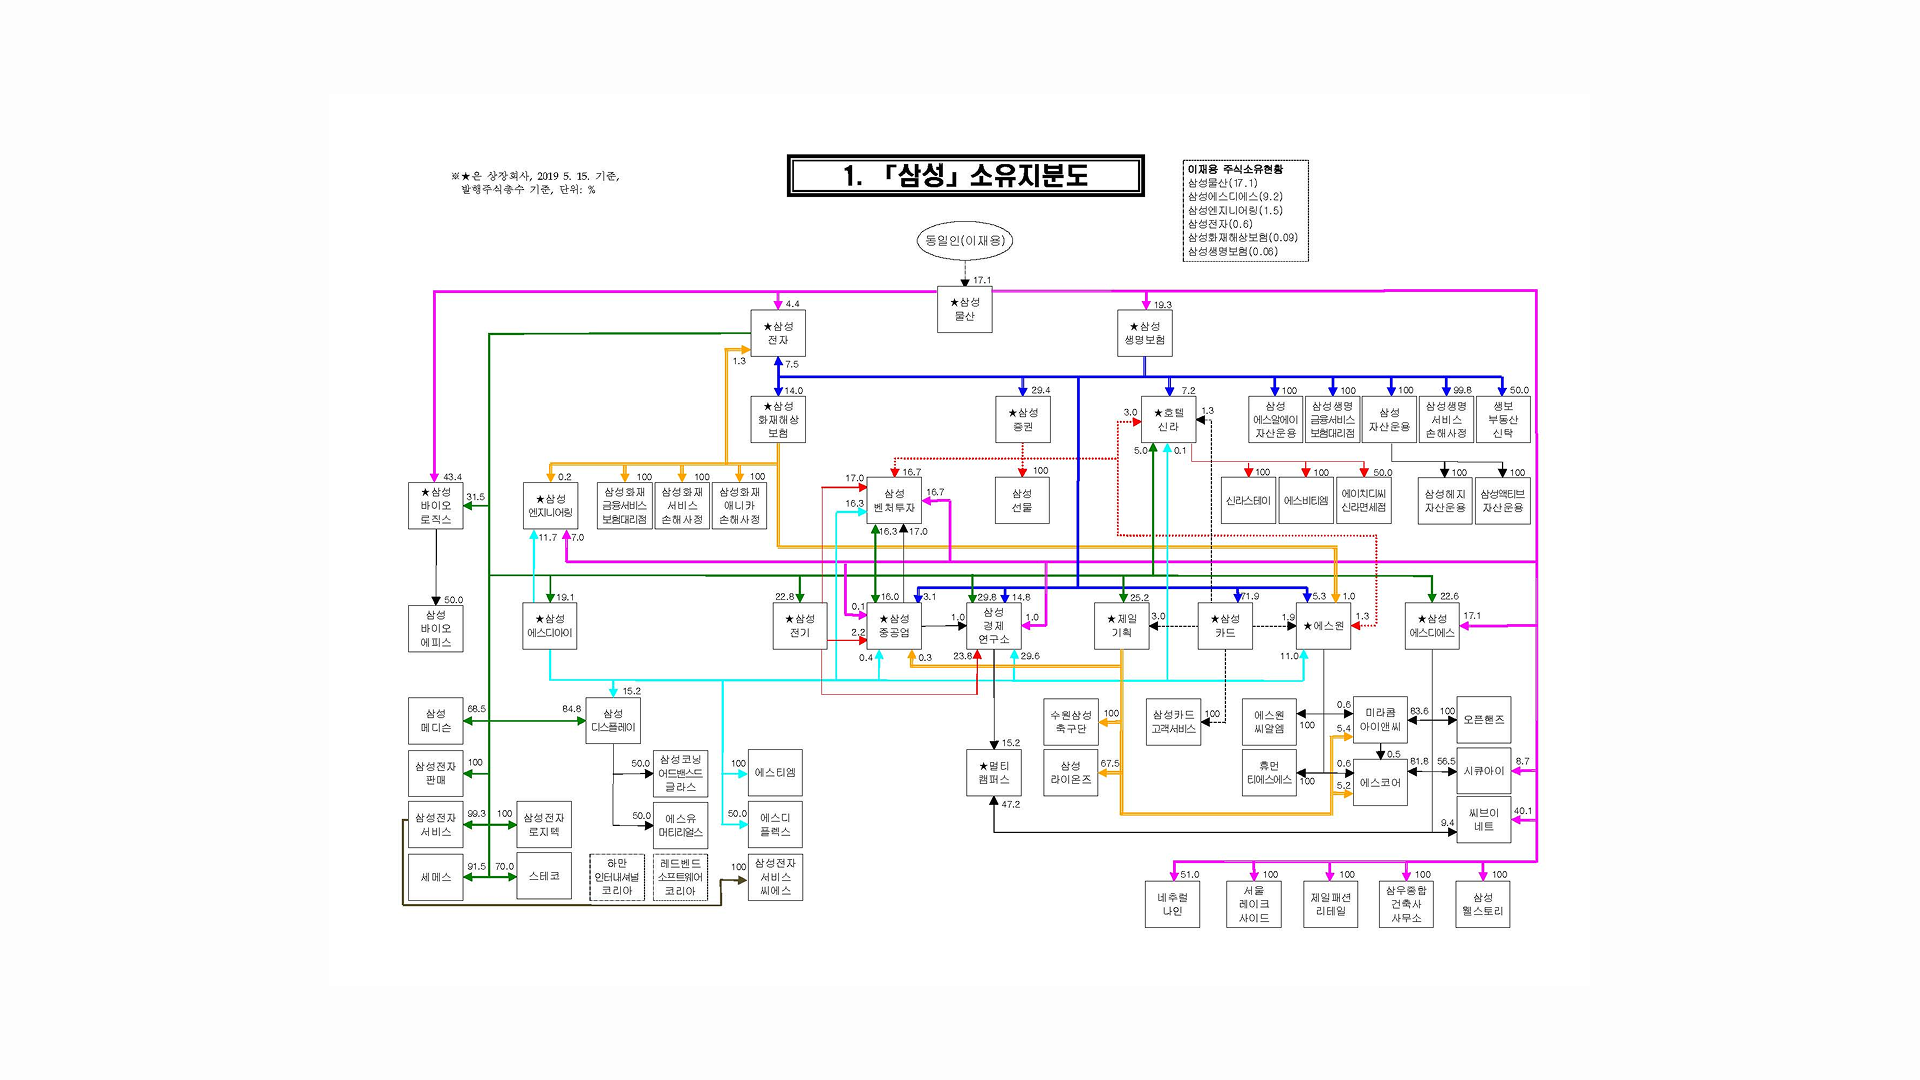 ※★은 상장회사, 2019 5. 15. 기준,
발행주식총수 기준, 단위: %
1. 「삼성」 소유지분도
이재용 주식소유현황
삼성물산(17.1)
삼성에스디에스(9.2)
삼성엔지니어링(1.5)
삼성전자(0.6)
삼성화재해상보험(0.09)
삼성생명보험(0.06)
동일인(이재용)
17.1
★삼성
물산
4.4
★삼성
전자
1.3
7.5
19.3
★삼성
생명보험
14.0
★삼성
화재해상
보험
29.4
★삼성
증권
3.0
7.2
★호텔
신라
1.3
5.0
0.1
100
삼성
에스알에이
자산운용
100
삼성생명
금융서비스
보험대리점
100
삼성
자산운용
99.8
삼성생명
서비스
손해사정
50.0
생보
부동산
신탁
43.4
★삼성
바이오
로직스
31.5
0.2
★삼성
엔지니어링
11.7
7.0
100
삼성화재
금융서비스
보험대리점
100
삼성화재
서비스
손해사정
100
삼성화재
애니카
손해사정
17.0
16.7
16.3
삼성
벤처투자
16.7
16.3
17.0
100
삼성
선물
100
신라스테이
100
에스비티엠
50.0
에이치디씨
신라면세점
100
삼성헤지
자산운용
100
삼성액티브
자산운용
50.0
삼성
바이오
에피스
19.1
★삼성
에스디아이
22.8
삼성
전기
0.1
16.0
3.1
★삼성
중공업
2.2
0.4
0.3
1.0
29.8
14.8
삼성
경제
연구소
1.0
23.8
29.6
25.2
★제일
기획
3.0
71.9
★삼성
카드
1.9
5.3
1.0
★에스원
1.3
11.0
22.6
★삼성
에스디에스
17.1
68.5
삼성
메디슨
84.8
15.2
삼성
디스플레이
100
삼성전자
판매
50.0
삼성코닝
어드밴스드
글라스
100
에스티엠
99.3
삼성전자
서비스
100
삼성전자
로지텍
50.0
에스유
머티리얼스
50.0
에스디
플렉스
91.5
세메스
70.0
스테코
하만
인터내셔널
코리아
레드벤드
소프트웨어
코리아
100
삼성전자
서비스
씨에스
15.2
★멀티
캠퍼스
47.2
수원삼성
축구단
100
삼성
라이온즈
67.5
삼성카드
고객서비스
100
에스원
씨알엠
100
0.6
미라콤
아이앤씨
83.6
5.4
100
오픈핸즈
0.5
휴먼
티에스에스
100
0.6
에스코어
81.8
5.2
56.5
시큐아이
8.7
9.4
씨브이
네트
40.1
51.0
네추럴
나인
100
서울
레이크
사이드
100
제일패션
리테일
100
삼우종합
건축사
사무소
100
삼성
웰스토리